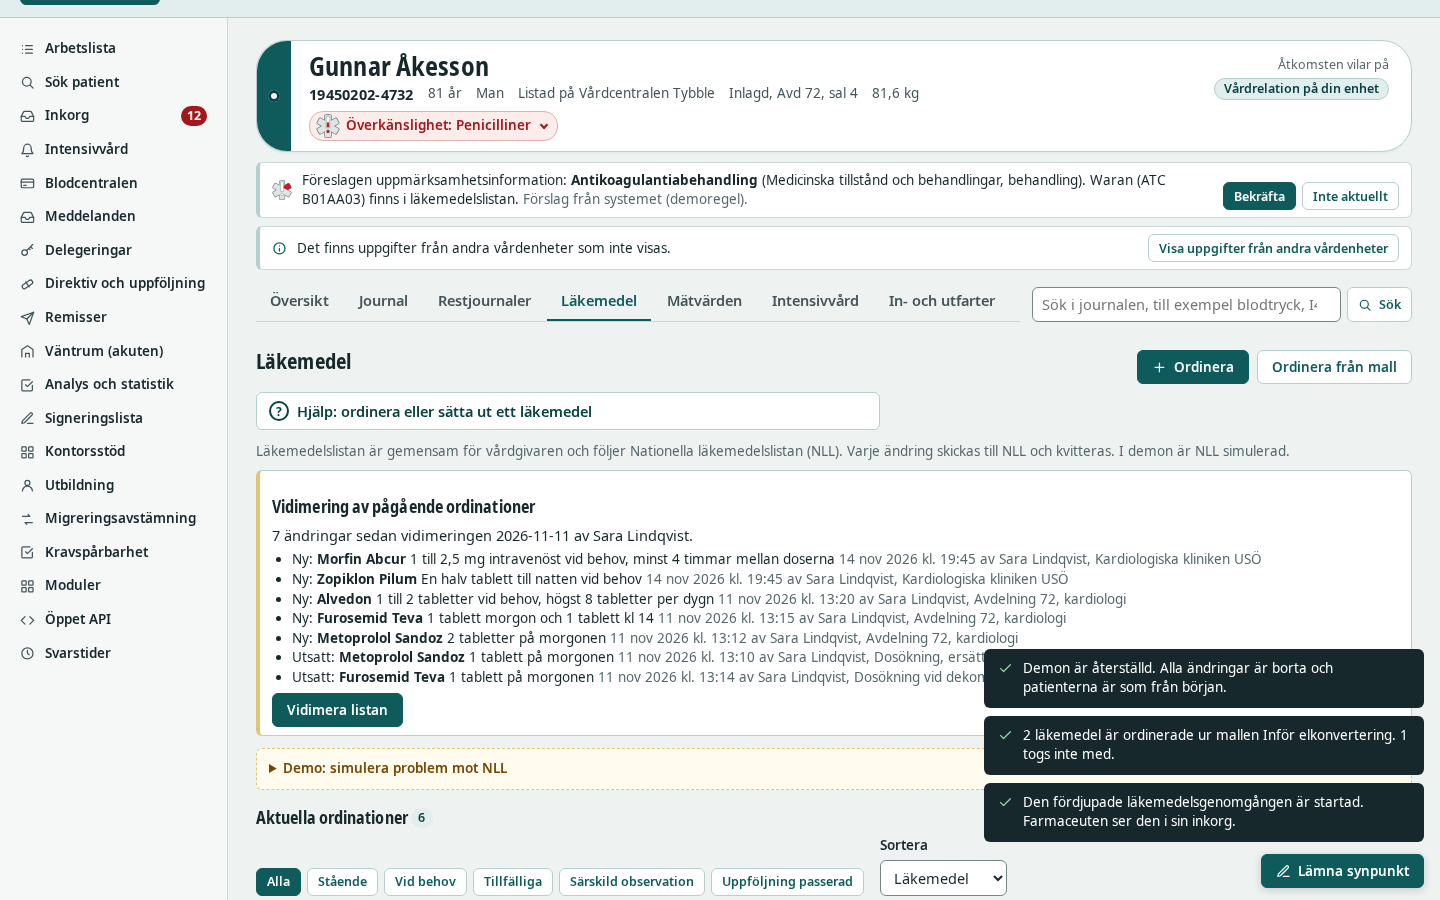 Arbetslista
Sök patient
Inkorg 12
Intensivvård
Blodcentralen
Meddelanden
Delegeringar
Direktiv och uppföljning
Remisser
Väntrum (akuten)
Analys och statistik
Signeringslista
Kontorsstöd
Utbildning
Migreringsavstämning
Kravspårbarhet
Moduler
Öppet API
Svarstider
Gunnar Åkesson
19450202-4732 81 år Man Listad på Vårdcentralen Tybble Inlagd, Avd 72, sal 4 81,6 kg
Överkänslighet: Penicilliner
Åtkomsten vilar på
Vårdrelation på din enhet
Föreslagen uppmärksamhetsinformation: Antikoagulantiabehandling (Medicinska tillstånd och behandlingar, behandling). Waran (ATC
B01AA03) finns i läkemedelslistan. Förslag från systemet (demoregel).
Bekräfta
Inte aktuellt
Det finns uppgifter från andra vårdenheter som inte visas.
Visa uppgifter från andra vårdenheter
Översikt Journal Restjournaler Läkemedel Mätvärden Intensivvård In- och utfarter
Sök i journalen, till exempel blodtryck, I
Sök
Läkemedel
Ordinera
Ordinera från mall
? Hjälp: ordinera eller sätta ut ett läkemedel
Läkemedelslistan är gemensam för vårdgivaren och följer Nationella läkemedelslistan (NLL). Varje ändring skickas till NLL och kvitteras. I demon är NLL simulerad.
Vidimering av pågående ordinationer
7 ändringar sedan vidimeringen 2026-11-11 av Sara Lindqvist.
Ny: Morfin Abcur 1 till 2,5 mg intravenöst vid behov, minst 4 timmar mellan doserna 14 nov 2026 kl. 19:45 av Sara Lindqvist, Kardiologiska kliniken USÖ
Ny: Zopiklon Pilum En halv tablett till natten vid behov 14 nov 2026 kl. 19:45 av Sara Lindqvist, Kardiologiska kliniken USÖ
Ny: Alvedon 1 till 2 tabletter vid behov, högst 8 tabletter per dygn 11 nov 2026 kl. 13:20 av Sara Lindqvist, Avdelning 72, kardiologi
Ny: Furosemid Teva 1 tablett morgon och 1 tablett kl 14 11 nov 2026 kl. 13:15 av Sara Lindqvist, Avdelning 72, kardiologi
Ny: Metoprolol Sandoz 2 tabletter på morgonen 11 nov 2026 kl. 13:12 av Sara Lindqvist, Avdelning 72, kardiologi
Utsatt: Metoprolol Sandoz 1 tablett på morgonen 11 nov 2026 kl. 13:10 av Sara Lindqvist, Dosökning, ersätt
Utsatt: Furosemid Teva 1 tablett på morgonen 11 nov 2026 kl. 13:14 av Sara Lindqvist, Dosökning vid dekom
Vidimera listan
Demo: simulera problem mot NLL
Aktuella ordinationer 6
Sortera
Alla Stående Vid behov Tillfälliga Särskild observation Uppföljning passerad
Läkemedel
Demon är återställd. Alla ändringar är borta och
patienterna är som från början.
2 läkemedel är ordinerade ur mallen Inför elkonvertering. 1
togs inte med.
Den fördjupade läkemedelsgenomgången är startad.
Farmaceuten ser den i sin inkorg.
Lämna synpunkt